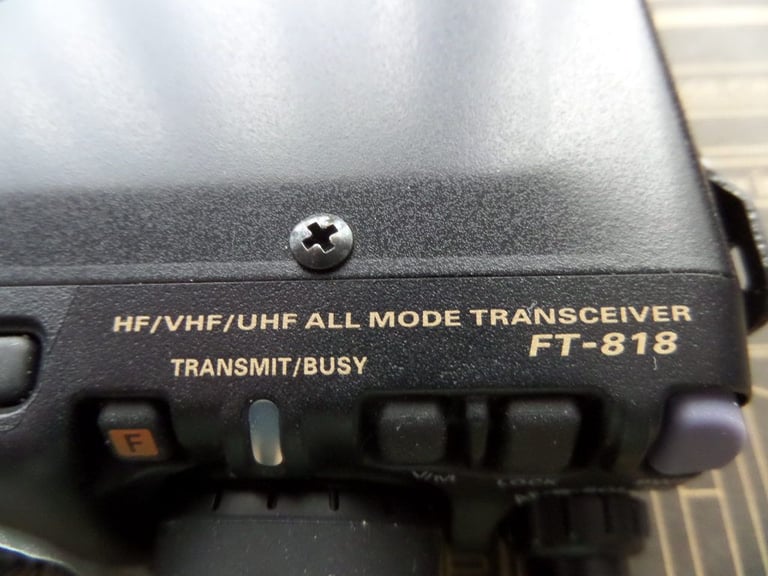 HF/VHF/UHF ALL MODE TRANSCEIVER
FT-818
TRANSMIT/BUSY
F
V/M LOCK